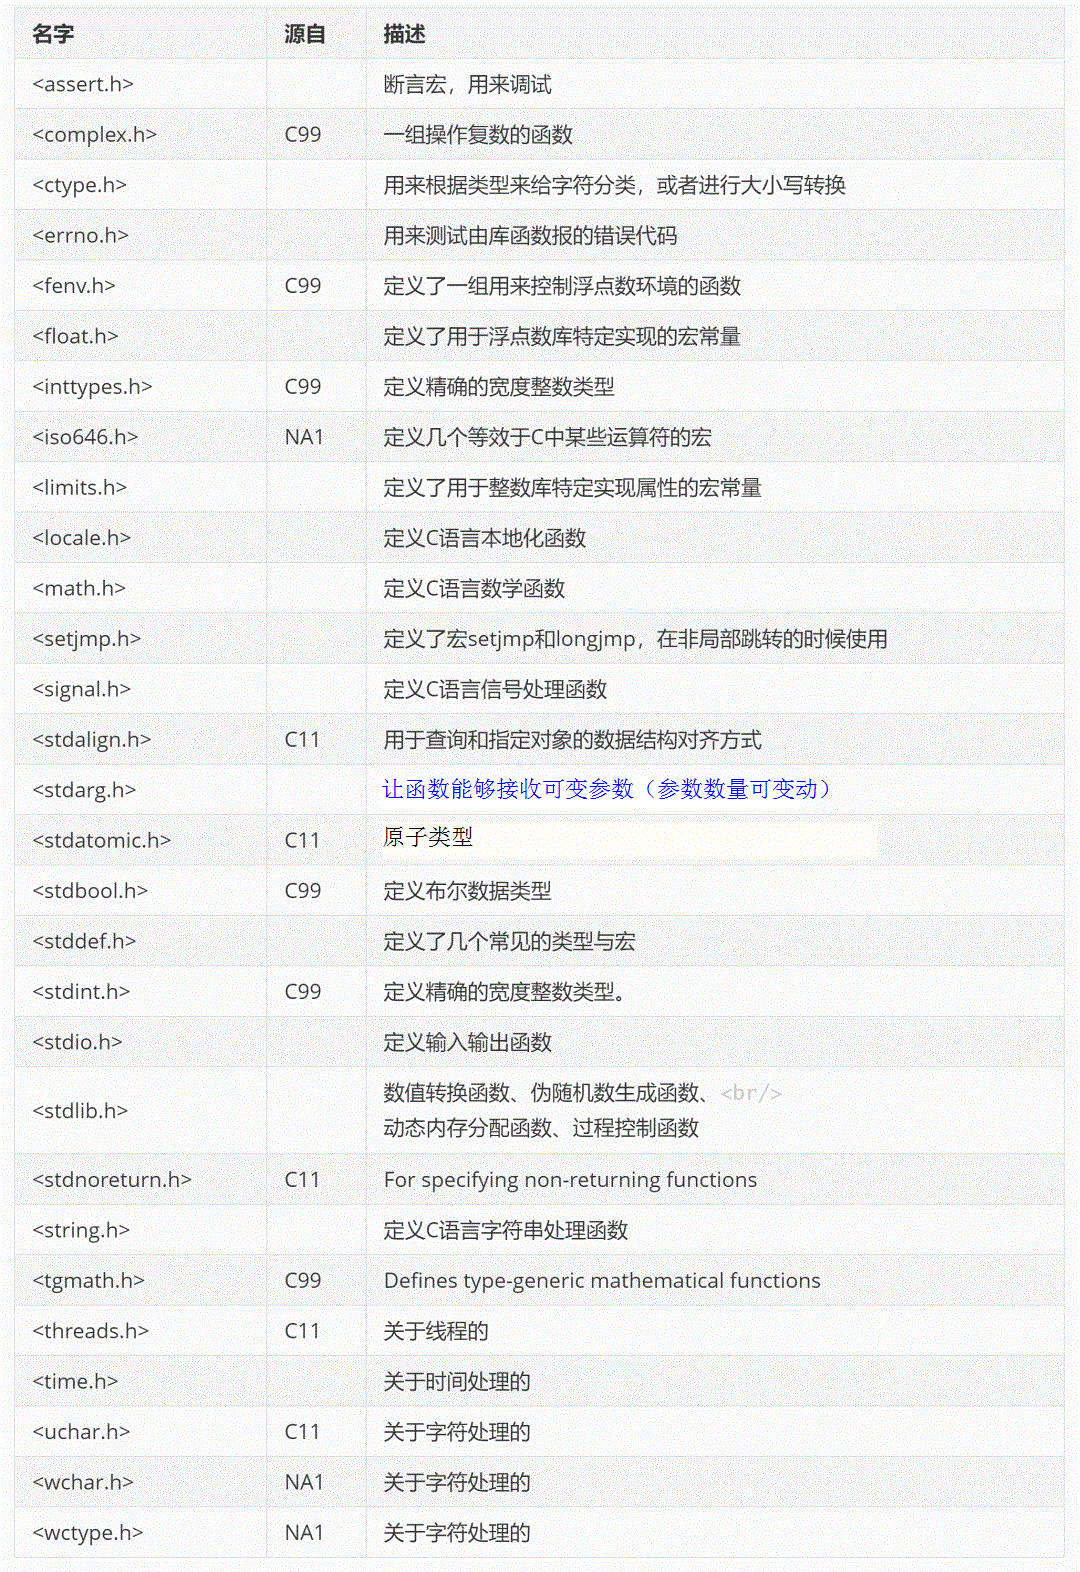 名字 源自 描述
<assert.h> 断言宏，用来调试
<complex.h> C99 一组操作复数的函数
<ctype.h> 用来根据类型来给字符分类，或者进行大小写转换
<errno.h> 用来测试由库函数报的错误代码
<fenv.h> C99 定义了一组用来控制浮点数环境的函数
<float.h> 定义了用于浮点数库特定实现的宏常量
<inttypes.h> C99 定义精确的宽度整数类型
<iso646.h> NA1 定义几个等效于C中某些运算符的宏
<limits.h> 定义了用于整数库特定实现属性的宏常量
<locale.h> 定义C语言本地化函数
<math.h> 定义C语言数学函数
<setjmp.h> 定义了宏setjmp和longjmp，在非局部跳转的时候使用
<signal.h> 定义C语言信号处理函数
<stdalign.h> C11 用于查询和指定对象的数据结构对齐方式
<stdarg.h> 让函数能够接收可变参数（参数数量可变动）
<stdatomic.h> C11 原子类型
<stdbool.h> C99 定义布尔数据类型
<stddef.h> 定义了几个常见的类型与宏
<stdint.h> C99 定义精确的宽度整数类型。
<stdio.h> 定义输入输出函数
<stdlib.h> 数值转换函数、伪随机数生成函数、<br/>
动态内存分配函数、过程控制函数
<stdnoreturn.h> C11 For specifying non-returning functions
<string.h> 定义C语言字符串处理函数
<tgmath.h> C99 Defines type-generic mathematical functions
<threads.h> C11 关于线程的
<time.h> 关于时间处理的
<uchar.h> C11 关于字符处理的
<wchar.h> NA1 关于字符处理的
<wctype.h> NA1 关于字符处理的